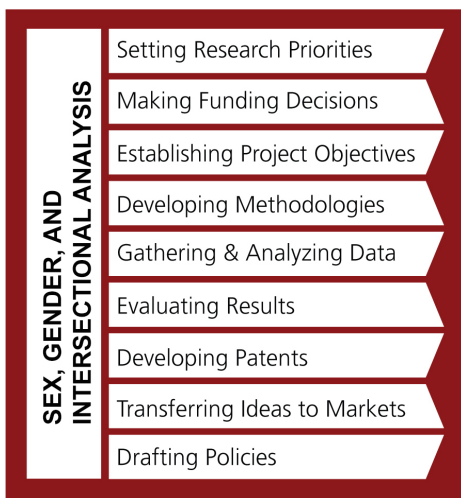 SEX, GENDER, AND
INTERSECTIONAL ANALYSIS
Setting Research Priorities
Making Funding Decisions
Establishing Project Objectives
Developing Methodologies
Gathering & Analyzing Data
Evaluating Results
Developing Patents
Transferring Ideas to Markets
Drafting Policies